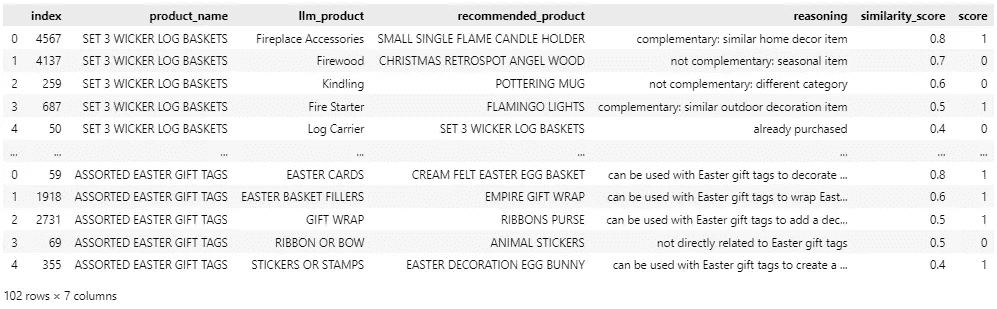 index product_name llm_product recommended_product reasoning similarity_score score
0 4567 SET 3 WICKER LOG BASKETS Fireplace Accessories SMALL SINGLE FLAME CANDLE HOLDER complementary: similar home decor item 0.8 1
1 4137 SET 3 WICKER LOG BASKETS Firewood CHRISTMAS RETROSPOT ANGEL WOOD not complementary: seasonal item 0.7 0
2 259 SET 3 WICKER LOG BASKETS Kindling POTTERING MUG not complementary: different category 0.6 0
3 687 SET 3 WICKER LOG BASKETS Fire Starter FLAMINGO LIGHTS complementary: similar outdoor decoration item 0.5 1
4 50 SET 3 WICKER LOG BASKETS Log Carrier SET 3 WICKER LOG BASKETS already purchased 0.4 0
... ... ... ... ... ... ... ...
0 59 ASSORTED EASTER GIFT TAGS EASTER CARDS CREAM FELT EASTER EGG BASKET can be used with Easter gift tags to decorate ... 0.8 1
1 1918 ASSORTED EASTER GIFT TAGS EASTER BASKET FILLERS EMPIRE GIFT WRAP can be used with Easter gift tags to wrap East... 0.6 1
2 2731 ASSORTED EASTER GIFT TAGS GIFT WRAP RIBBONS PURSE can be used with Easter gift tags to add a dec... 0.5 1
3 69 ASSORTED EASTER GIFT TAGS RIBBON OR BOW ANIMAL STICKERS not directly related to Easter gift tags 0.5 0
4 355 ASSORTED EASTER GIFT TAGS STICKERS OR STAMPS EASTER DECORATION EGG BUNNY can be used with Easter gift tags to create a ... 0.4 1
102 rows × 7 columns